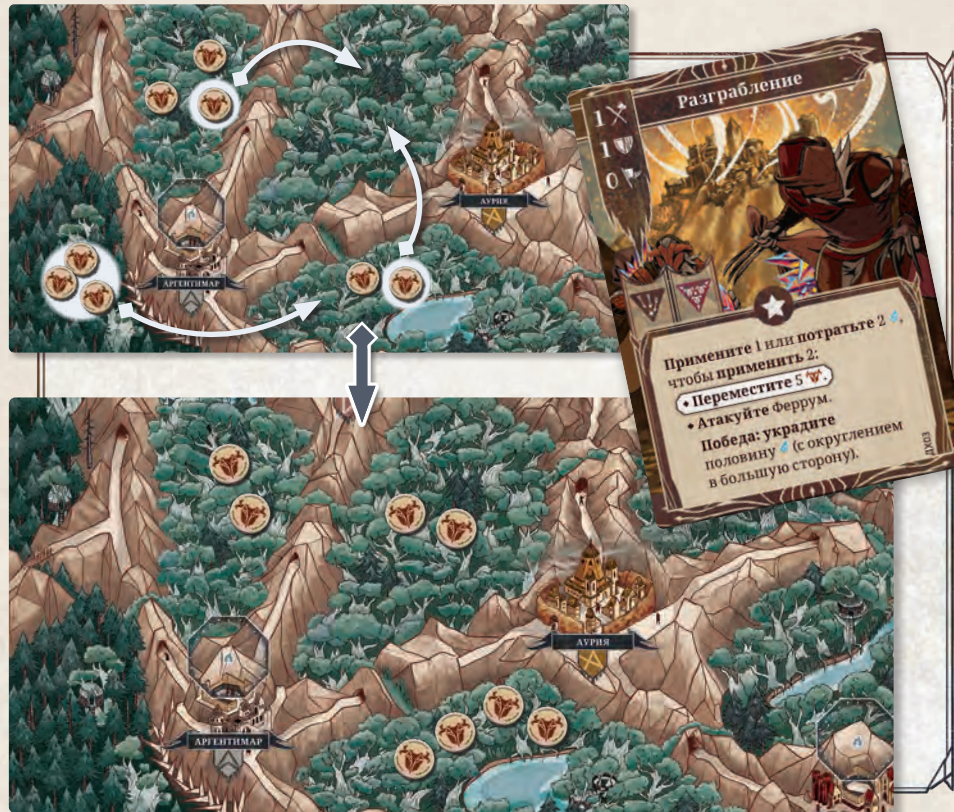 АУРИЯ
АРГЕНТИМАР
Разграбление
1
1
0
Примените 1 или потратьте 2 ,
чтобы применить 2:
• Переместите 5 .
• Атакуйте Феррум.
Победа: украдите
половину (с округлением
в большую сторону).
ДХ03
АУРИЯ
АРГЕНТИМАР